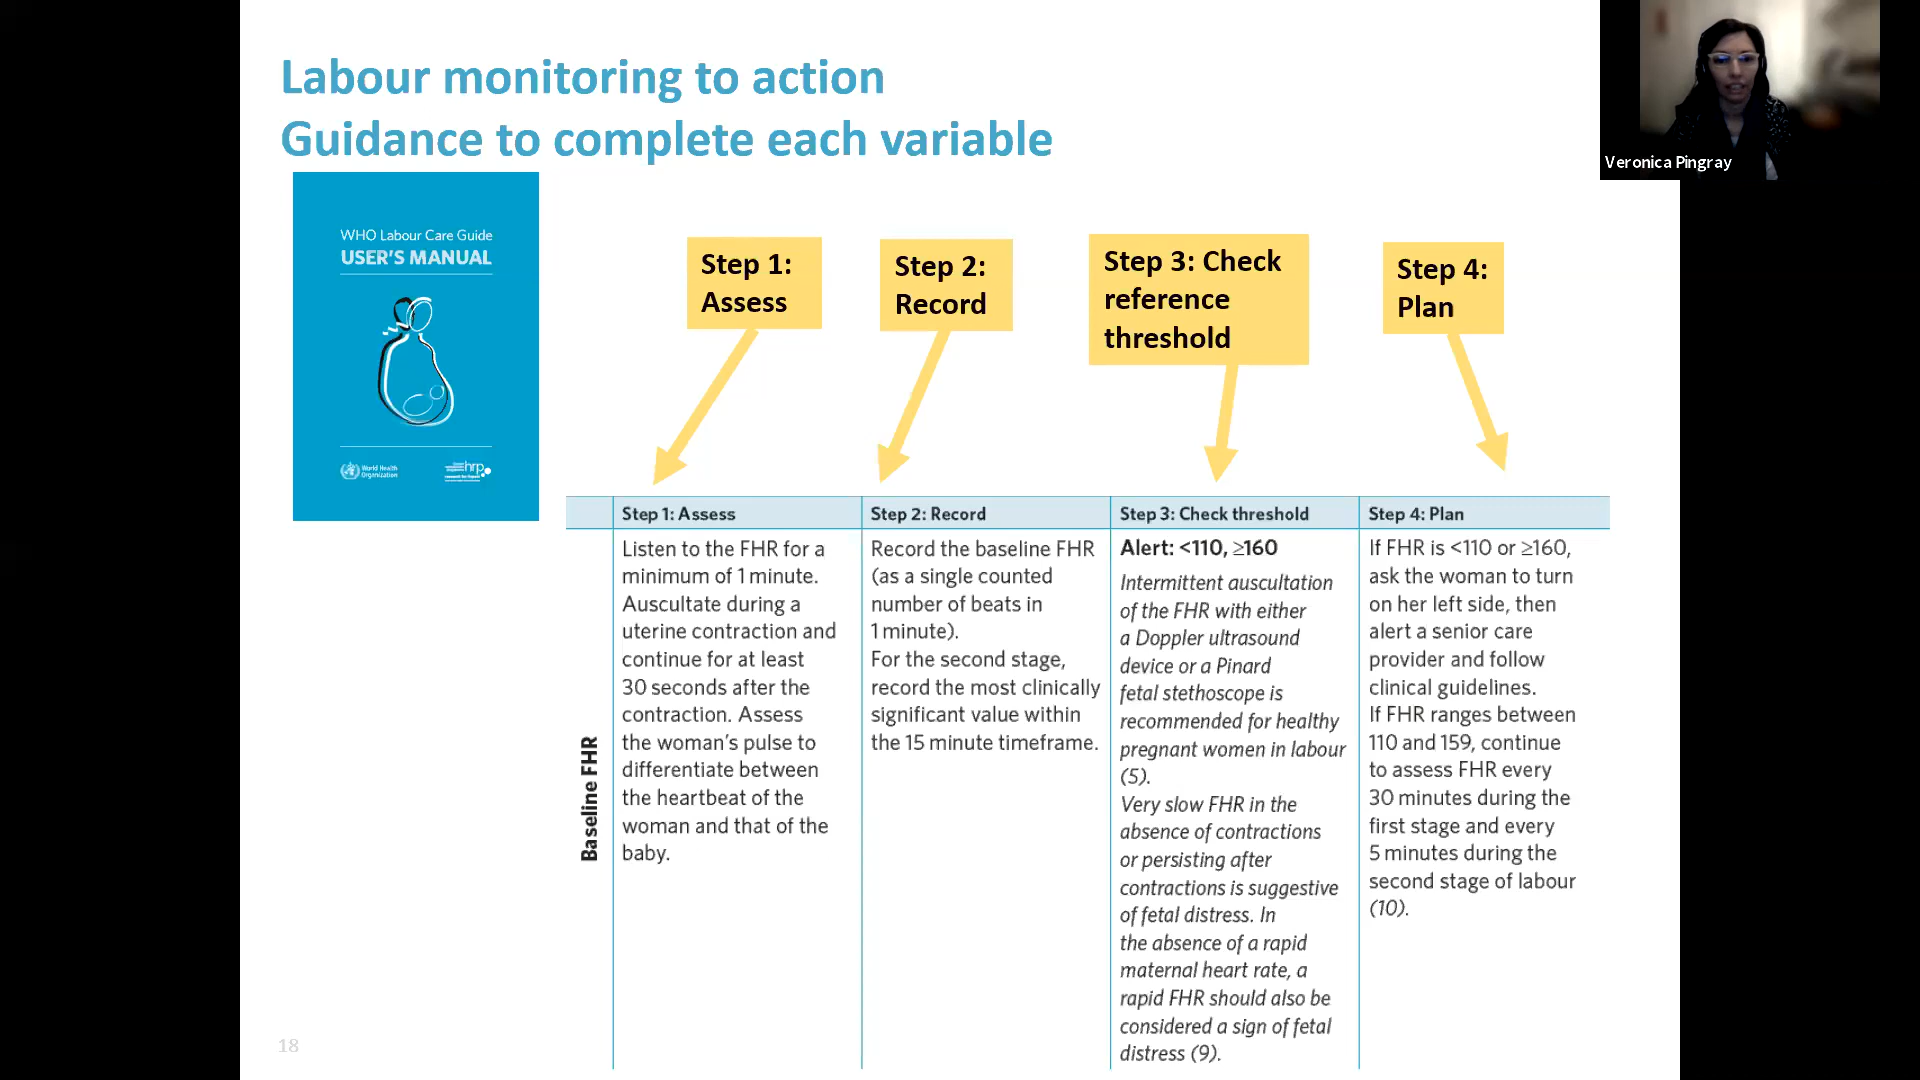 Labour monitoring to action
Guidance to complete each variable
Veronica Pingray
WHO Labour Care Guide
USER'S MANUAL
World Health
Organization
hrp
Step 1:
Assess
Step 2:
Record
Step 3: Check
reference
threshold
Step 4:
Plan
Step 1: Assess
Step 2: Record
Step 3: Check threshold
Step 4: Plan
Baseline FHR
Listen to the FHR for a
minimum of 1 minute.
Auscultate during a
uterine contraction and
continue for at least
30 seconds after the
contraction. Assess
the woman's pulse to
differentiate between
the heartbeat of the
woman and that of the
baby.
Record the baseline FHR
(as a single counted
number of beats in
1 minute).
For the second stage,
record the most clinically
significant value within
the 15 minute timeframe.
Alert: <110, ≥160
Intermittent auscultation
of the FHR with either
a Doppler ultrasound
device or a Pinard
fetal stethoscope is
recommended for healthy
pregnant women in labour
(5).
Very slow FHR in the
absence of contractions
or persisting after
contractions is suggestive
of fetal distress. In
the absence of a rapid
maternal heart rate, a
rapid FHR should also be
considered a sign of fetal
distress (9).
If FHR is <110 or ≥160,
ask the woman to turn
on her left side, then
alert a senior care
provider and follow
clinical guidelines.
If FHR ranges between
110 and 159, continue
to assess FHR every
30 minutes during the
first stage and every
5 minutes during the
second stage of labour
(10).
18